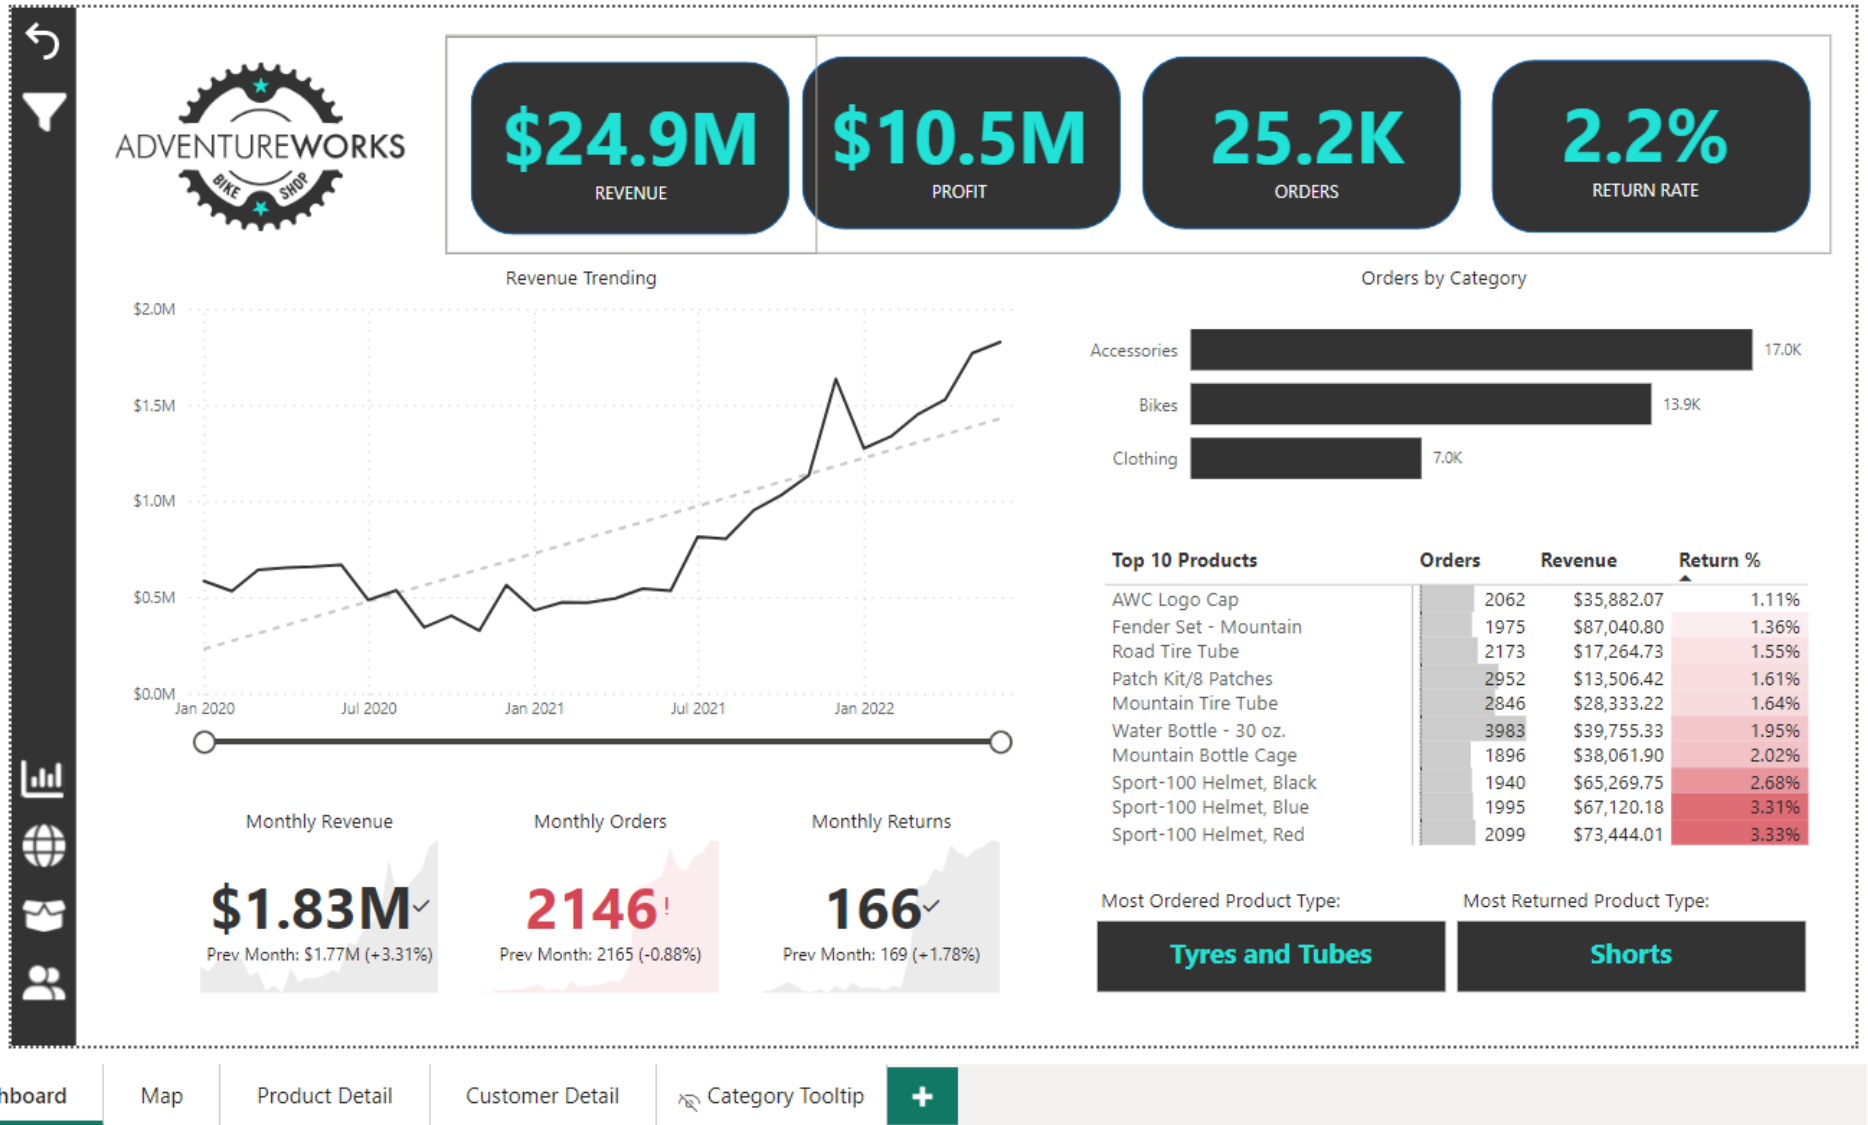 ADVENTUREWORKS
BIKE SHOP
$24.9M
REVENUE
$10.5M
PROFIT
25.2K
ORDERS
2.2%
RETURN RATE
Revenue Trending
$2.0M
$1.5M
$1.0M
$0.5M
$0.0M
Jan 2020 Jul 2020 Jan 2021 Jul 2021 Jan 2022
Orders by Category
Accessories 17.0K
Bikes 13.9K
Clothing 7.0K
Top 10 Products Orders Revenue Return %
AWC Logo Cap 2062 $35,882.07 1.11%
Fender Set - Mountain 1975 $87,040.80 1.36%
Road Tire Tube 2173 $17,264.73 1.55%
Patch Kit/8 Patches 2952 $13,506.42 1.61%
Mountain Tire Tube 2846 $28,333.22 1.64%
Water Bottle - 30 oz. 3983 $39,755.33 1.95%
Mountain Bottle Cage 1896 $38,061.90 2.02%
Sport-100 Helmet, Black 1940 $65,269.75 2.68%
Sport-100 Helmet, Blue 1995 $67,120.18 3.31%
Sport-100 Helmet, Red 2099 $73,444.01 3.33%
Monthly Revenue
$1.83M
Prev Month: $1.77M (+3.31%)
Monthly Orders
2146!
Prev Month: 2165 (-0.88%)
Monthly Returns
166
Prev Month: 169 (+1.78%)
Most Ordered Product Type:
Tyres and Tubes
Most Returned Product Type:
Shorts
hboard Map Product Detail Customer Detail Category Tooltip +